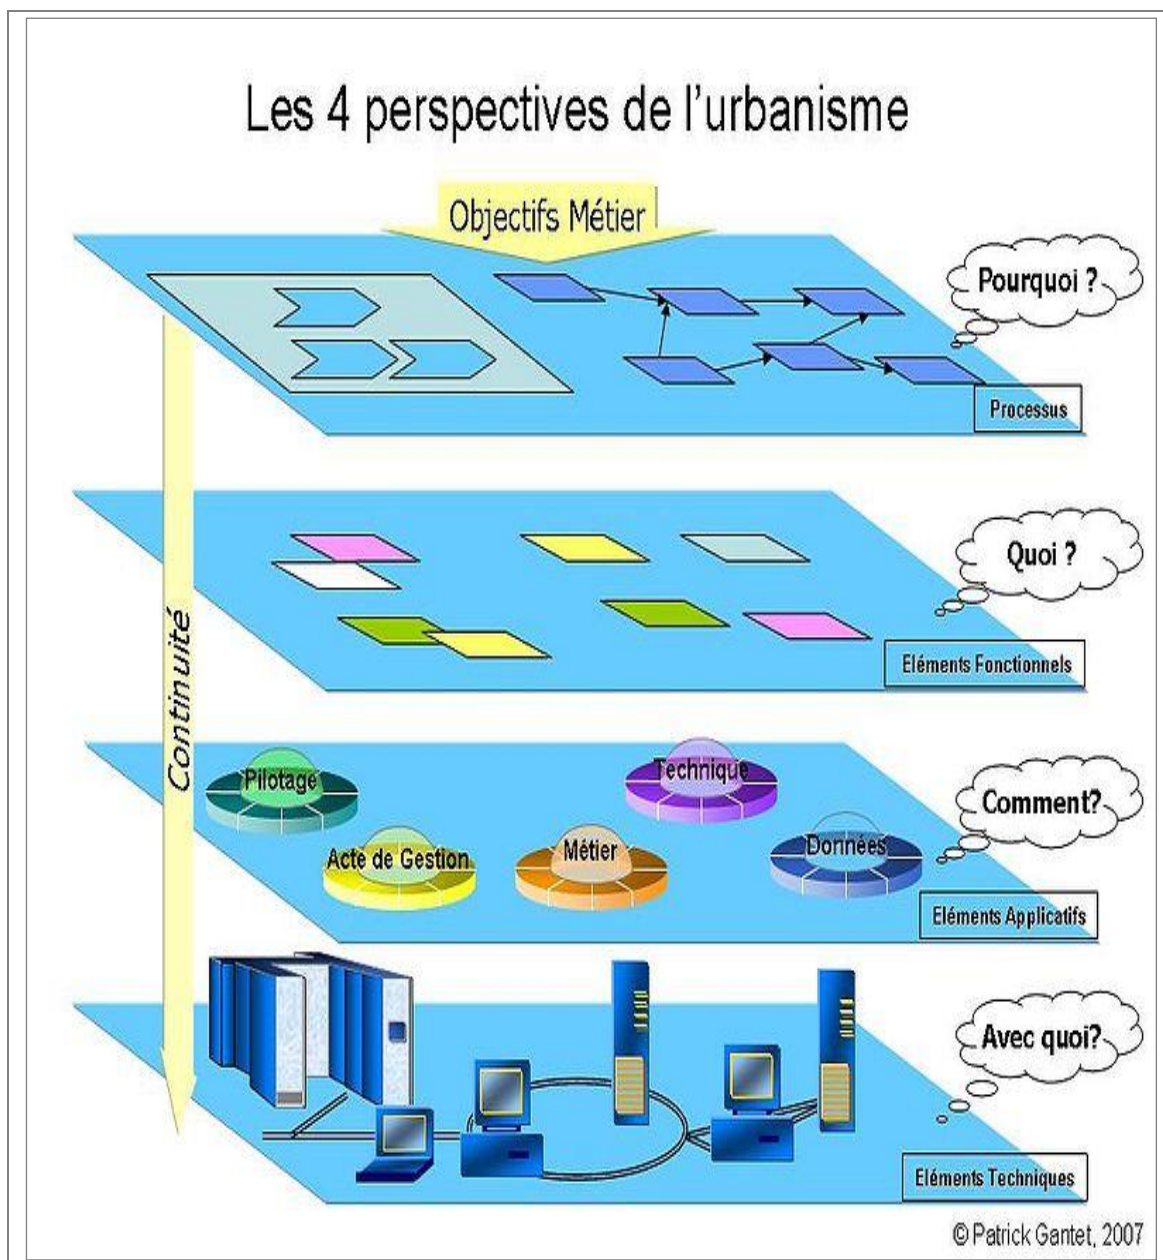 Les 4 perspectives de l'urbanisme
Objectifs Métier
Pourquoi ?
Processus
Quoi ?
Eléments Fonctionnels
Continuité
Pilotage
Technique
Comment?
Acte de Gestion
Métier
Données
Eléments Applicatifs
Avec quoi?
Eléments Techniques
© Patrick Gantet, 2007